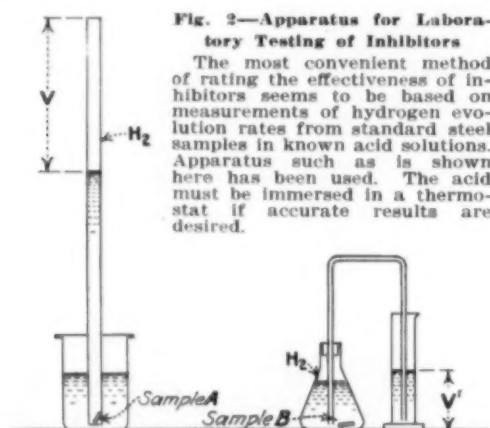 Fig. 2—Apparatus for Labora-
tory Testing of Inhibitors
The most convenient method
of rating the effectiveness of in-
hibitors seems to be based on
measurements of hydrogen evo-
lution rates from standard steel
samples in known acid solutions.
Apparatus such as is shown
here has been used. The acid
must be immersed in a thermo-
stat if accurate results are
desired.
V
H₂
Sample A
H₂
Sample B
V'